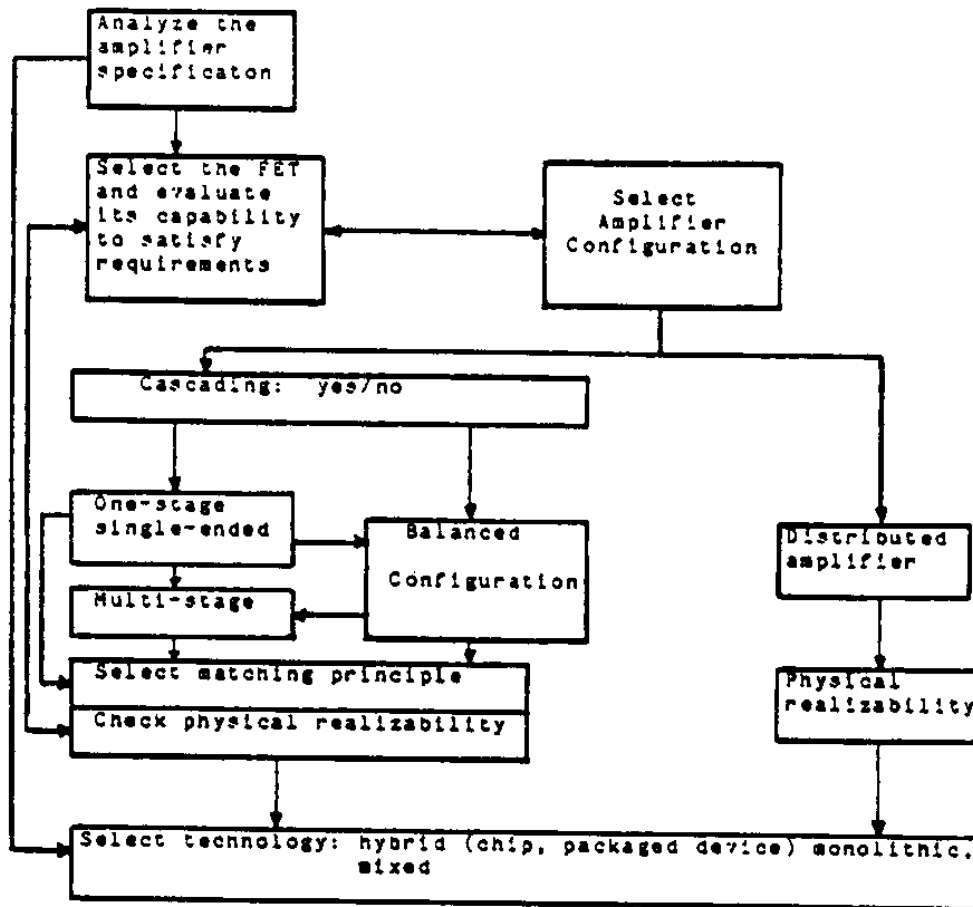 Analyze the
amplifier
specificaton
Select the FET
and evaluate
its capability
to satisfy
requirements
Select
Amplifier
Configuration
Cascading: yes/no
One-stage
single-ended
Balanced
Configuration
Distributed
amplifier
Multi-stage
Select matching principle
Physical
realizability
Check physical realizability
Select technology: hybrid (chip, packaged device) monolithic.
mixed